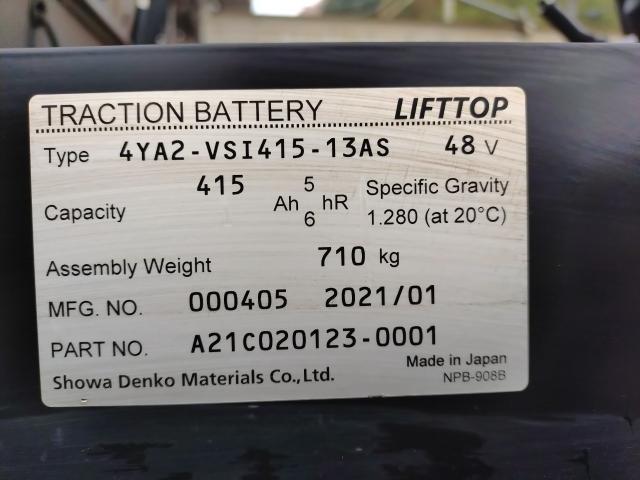 TRACTION BATTERY LIFTTOP
Type 4YA2-VSI415-13AS 48 V
Capacity 415 Ah 5 hR Specific Gravity
6 1.280 (at 20°C)
Assembly Weight 710 kg
MFG. NO. 000405 2021/01
PART NO. A21C020123-0001
Showa Denko Materials Co.,Ltd. Made in Japan
NPB-908B